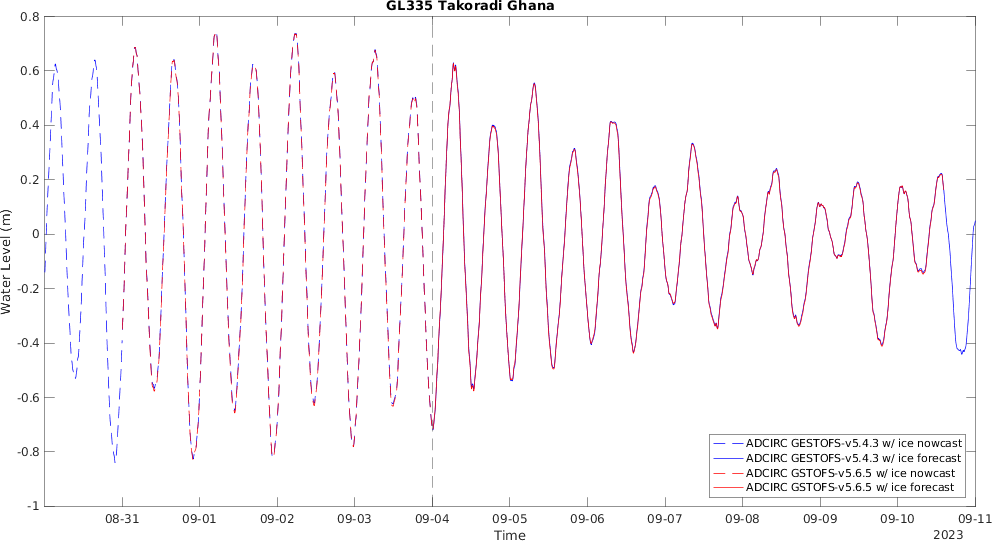 GL335 Takoradi Ghana
0.8
0.6
0.4
0.2
0
-0.2
-0.4
-0.6
-0.8
-1
Water Level (m)
ADCIRC GESTOFS-v5.4.3 w/ ice nowcast
ADCIRC GESTOFS-v5.4.3 w/ ice forecast
ADCIRC GSTOFS-v5.6.5 w/ ice nowcast
ADCIRC GSTOFS-v5.6.5 w/ ice forecast
08-31 09-01 09-02 09-03 09-04 09-05 09-06 09-07 09-08 09-09 09-10 09-11
Time
2023